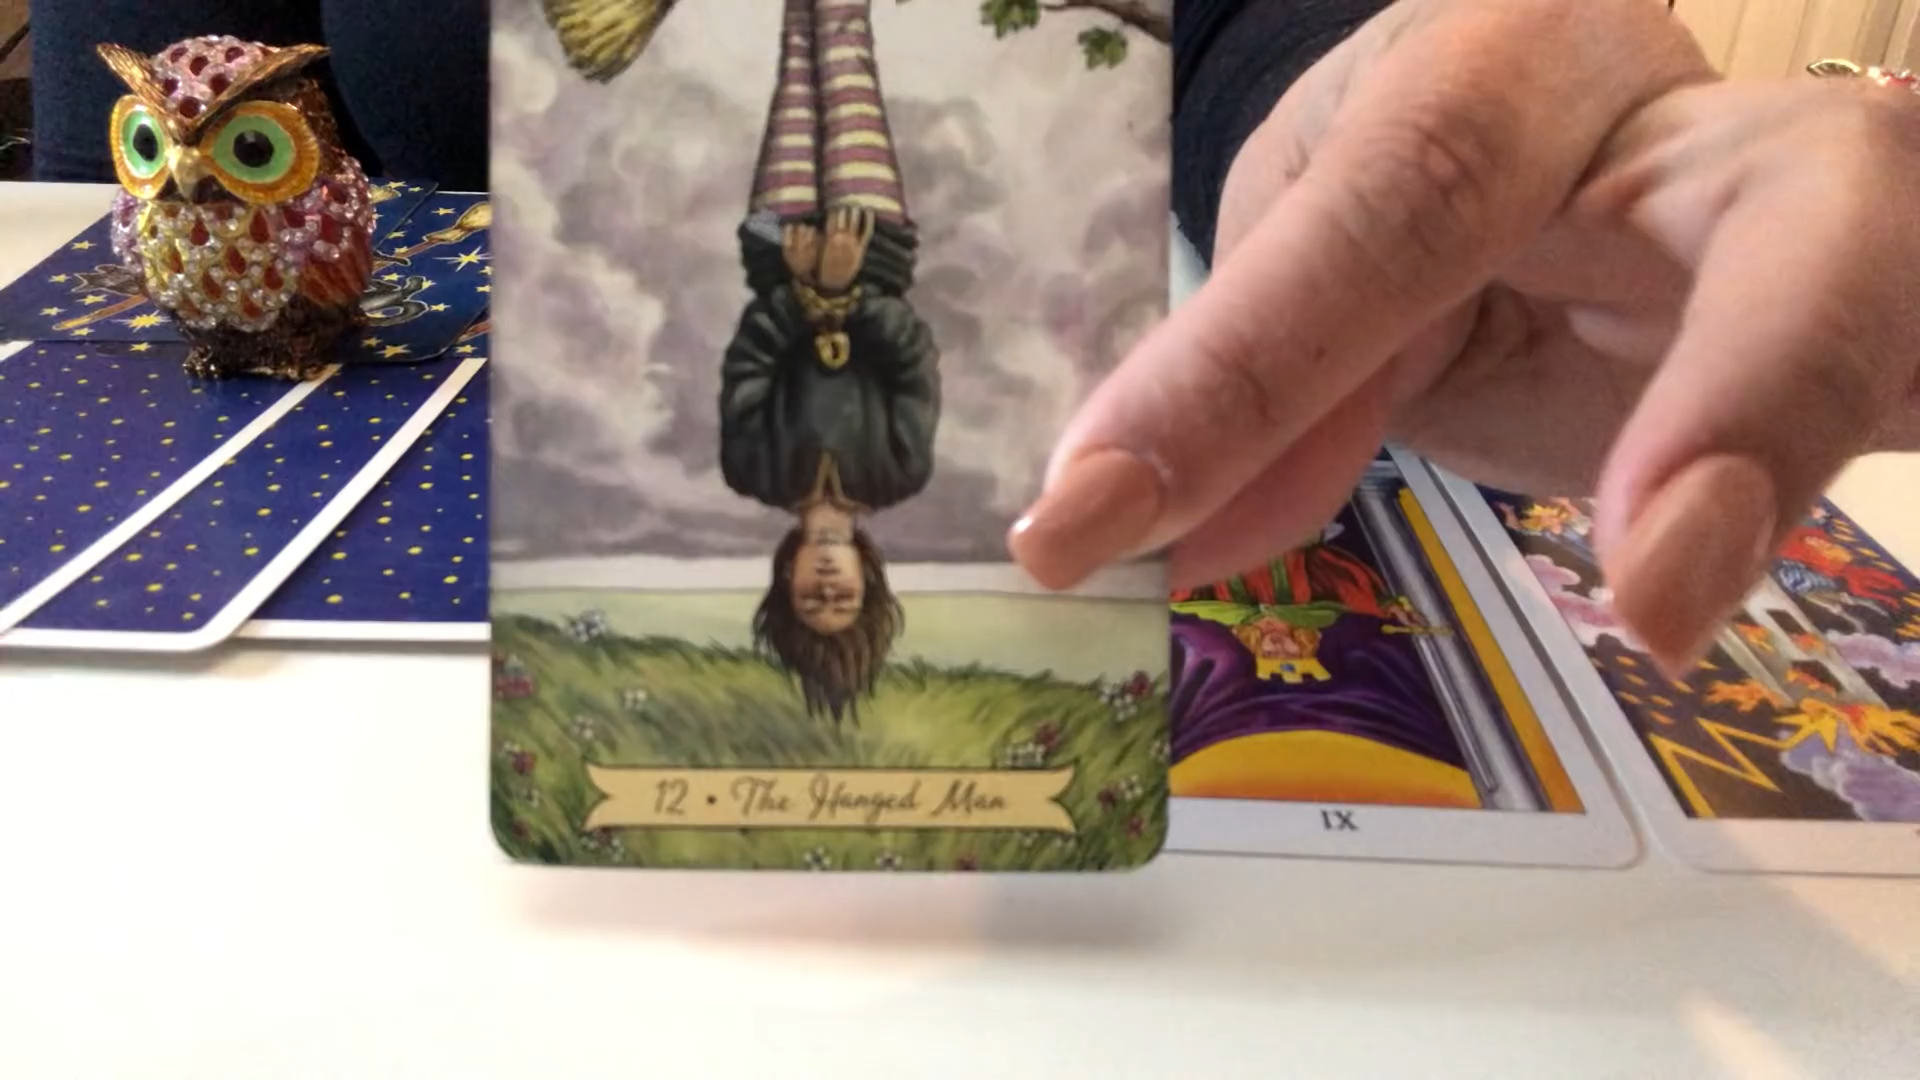 12 • The Hanged Man
IX